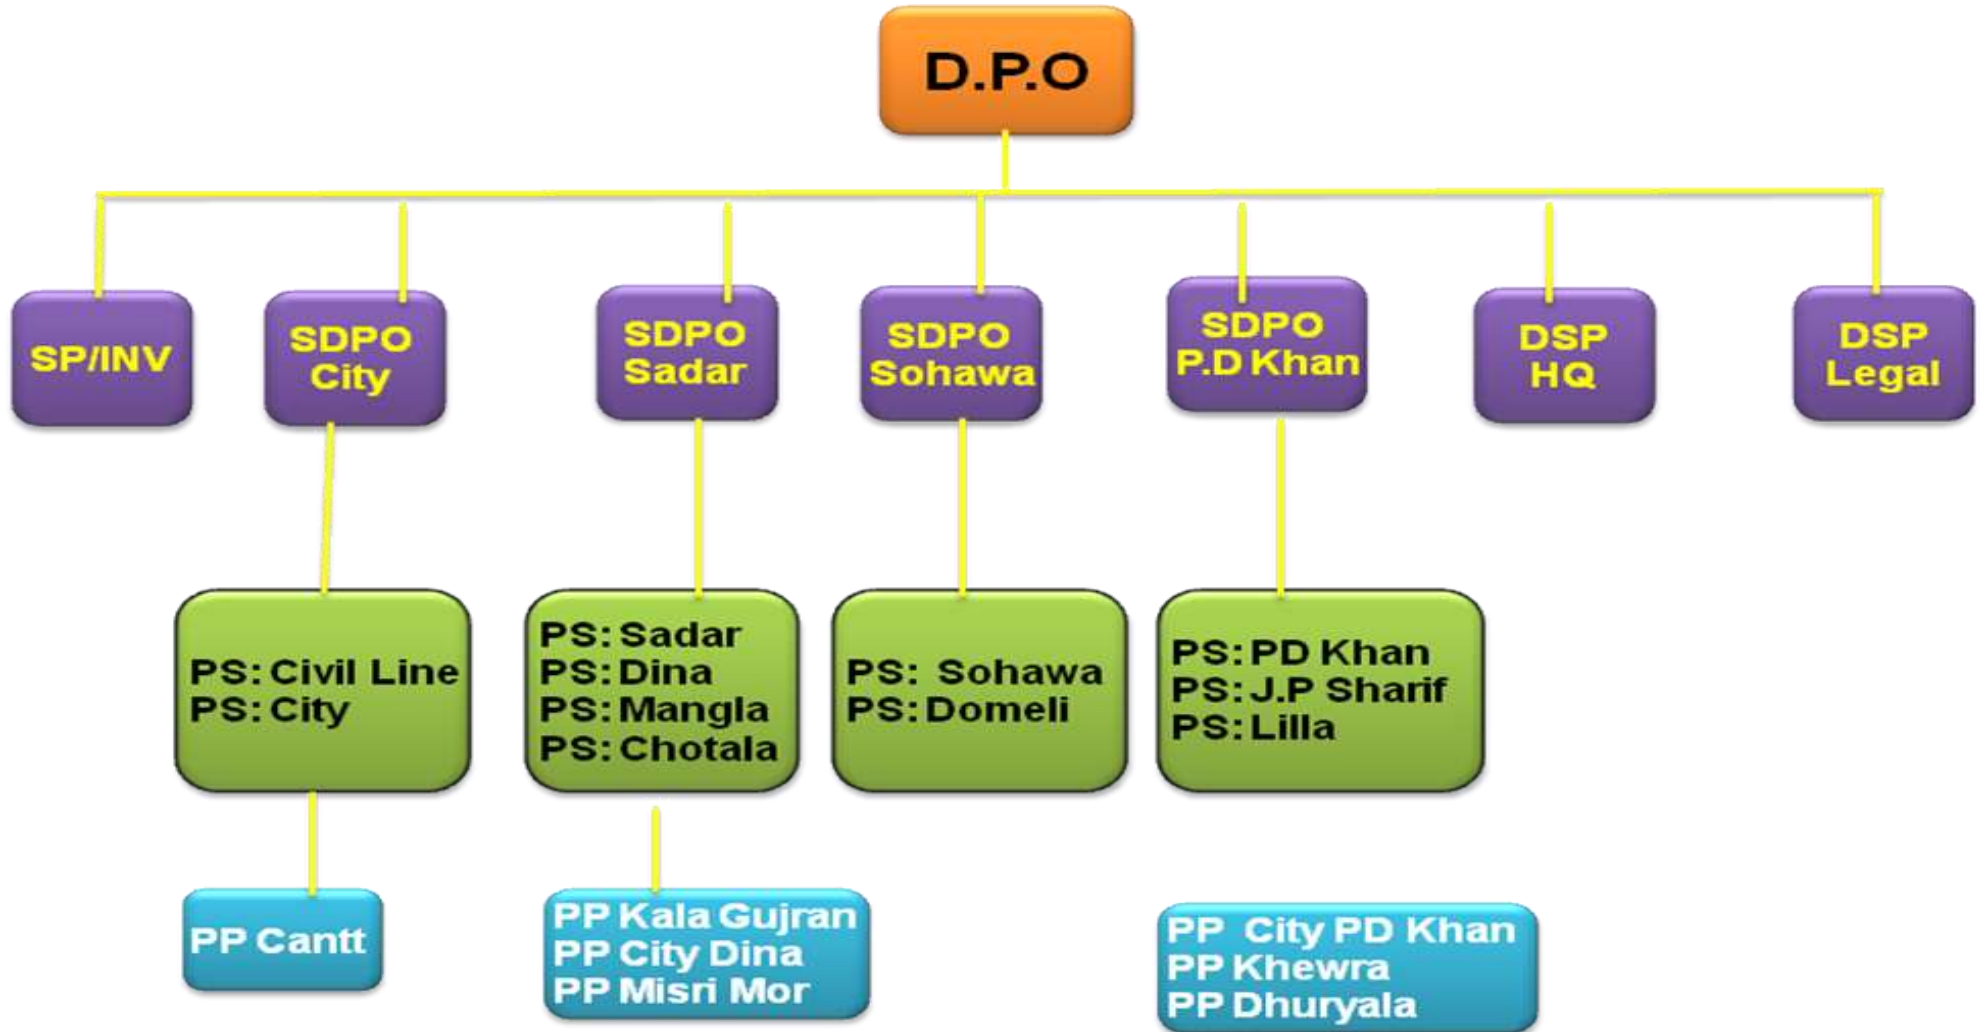 D.P.O
SP/INV
SDPO
City
SDPO
Sadar
SDPO
Sohawa
SDPO
P.D Khan
DSP
HQ
DSP
Legal
PS: Civil Line
PS: City
PS: Sadar
PS: Dina
PS: Mangla
PS: Chotala
PS: Sohawa
PS: Domeli
PS: PD Khan
PS: J.P Sharif
PS: Lilla
PP Cantt
PP Kala Gujran
PP City Dina
PP Misri Mor
PP City PD Khan
PP Khewra
PP Dhuryala